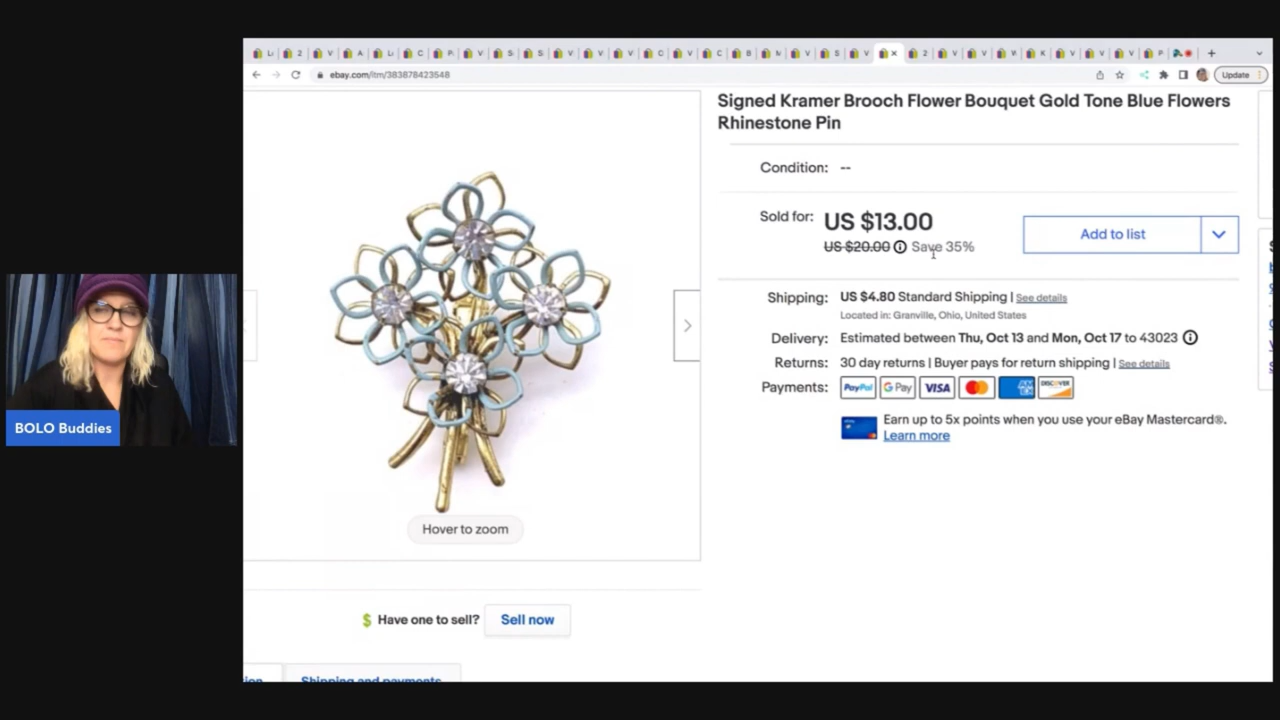 ebay.com/itm/383878423548
Update
Signed Kramer Brooch Flower Bouquet Gold Tone Blue Flowers
Rhinestone Pin
Condition: --
Sold for: US $13.00
US $20.00 Save 35%
Add to list
Shipping: US $4.80 Standard Shipping | See details
Located in: Granville, Ohio, United States
Delivery: Estimated between Thu, Oct 13 and Mon, Oct 17 to 43023
Returns: 30 day returns | Buyer pays for return shipping | See details
Payments: PayPal G Pay VISA DISCOVER
Earn up to 5x points when you use your eBay Mastercard®.
Learn more
BOLO Buddies
Hover to zoom
$ Have one to sell? Sell now
Shipping and payments